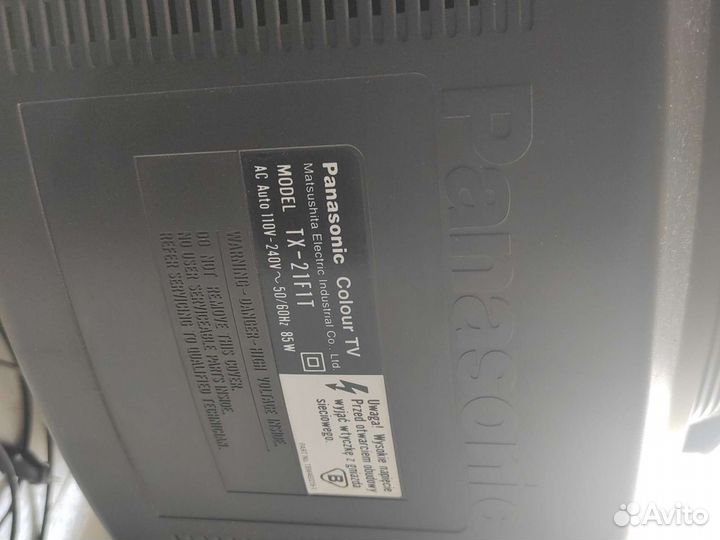 Panasonic
Panasonic Colour TV
Matsushita Electric Industrial Co., Ltd.
MODEL TX-21F1T
AC Auto 110V-240V~50/60Hz 85W
WARNING-DANGER-HIGH VOLTAGE INSIDE.
DO NOT REMOVE THIS COVER.
NO USER SERVICEABLE PARTS INSIDE.
REFER SERVICING TO QUALIFIED TECHNICIAN.
Uwaga! Wysokie napięcie
Przed otwarciem obudowy
wyjąć wtyczkę z gniazda
sieciowego.
B
PART NO.
Avito